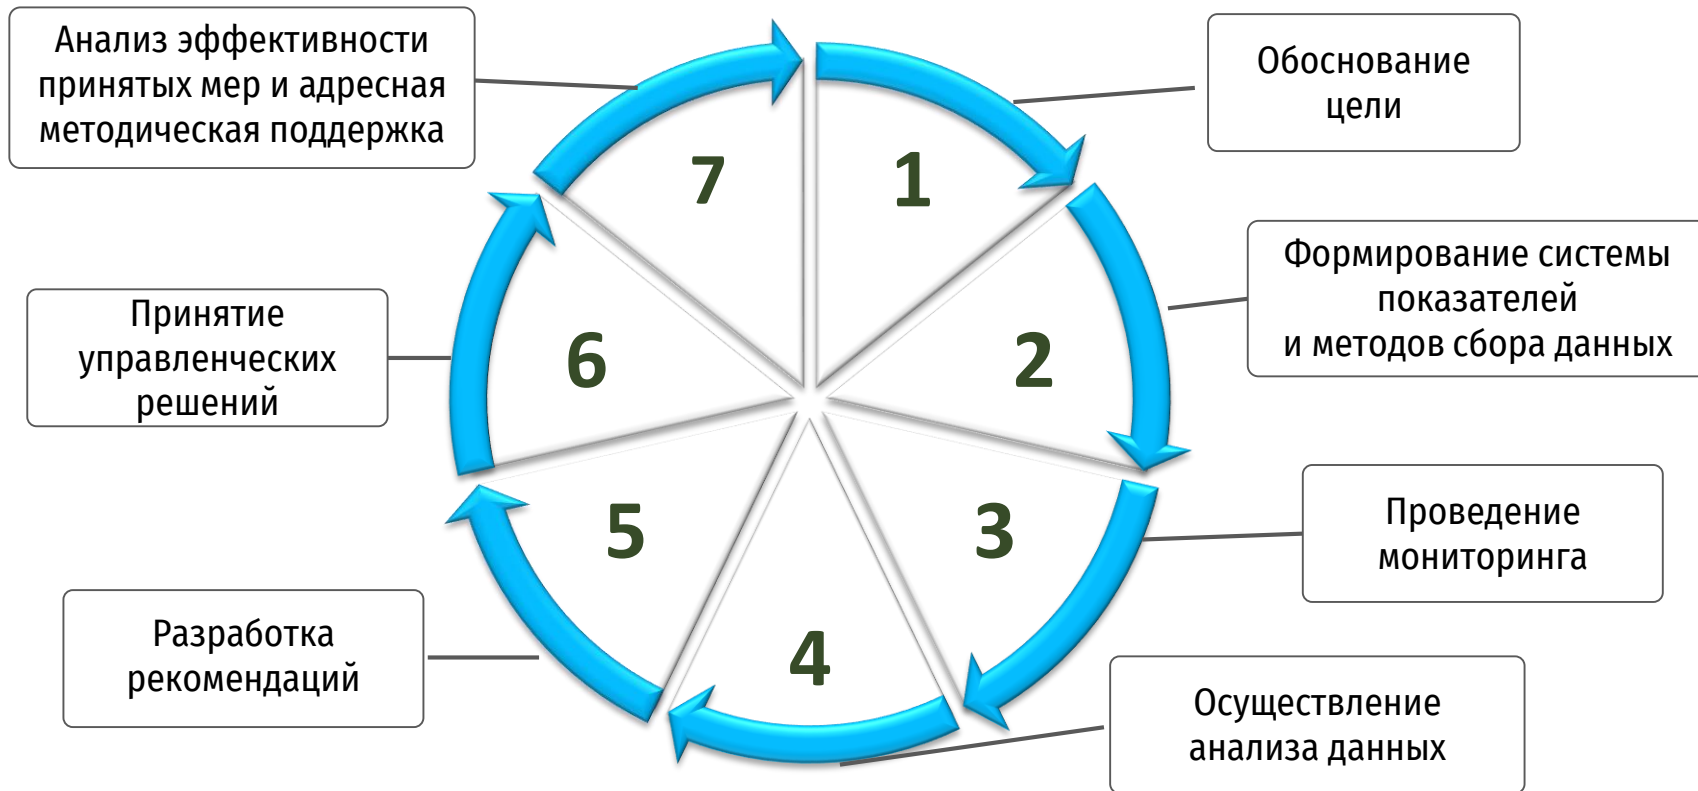 Анализ эффективности
принятых мер и адресная
методическая поддержка
Обоснование
цели
7
1
Формирование системы
показателей
и методов сбора данных
Принятие
управленческих
решений
6
2
5
3
Проведение
мониторинга
Разработка
рекомендаций
4
Осуществление
анализа данных